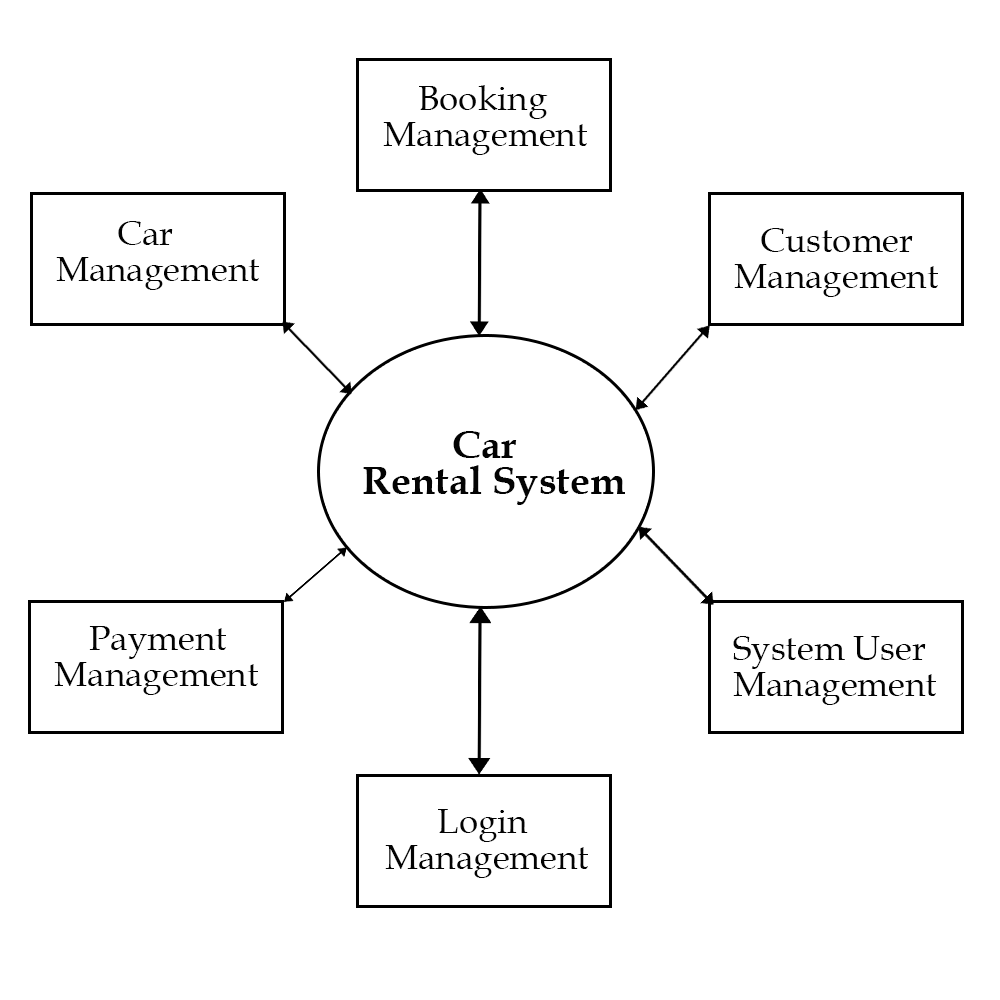 Booking
Management
Car
Management
Customer
Management
Car
Rental System
Payment
Management
System User
Management
Login
Management